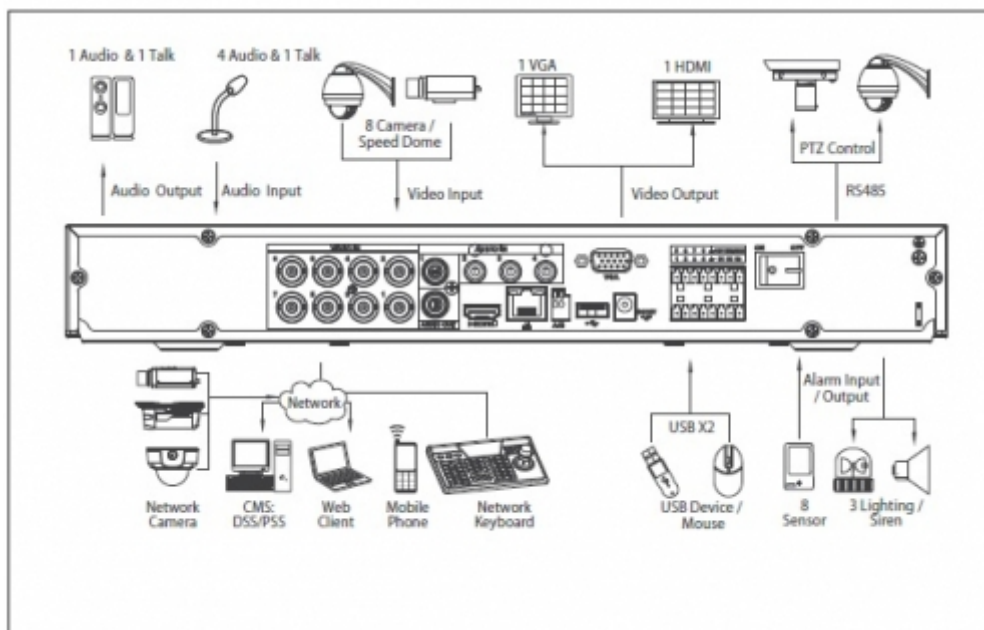 1 Audio & 1 Talk
4 Audio & 1 Talk
1 VGA
1 HDMI
8 Camera /
Speed Dome
PTZ Control
Audio Output
Audio Input
Video Input
Video Output
RS485
VGA
Network
Alarm Input
/ Output
USB X2
Network
Camera
CMS:
DSS/PSS
Web
Client
Mobile
Phone
Network
Keyboard
USB Device /
Mouse
8
Sensor
3 Lighting /
Siren